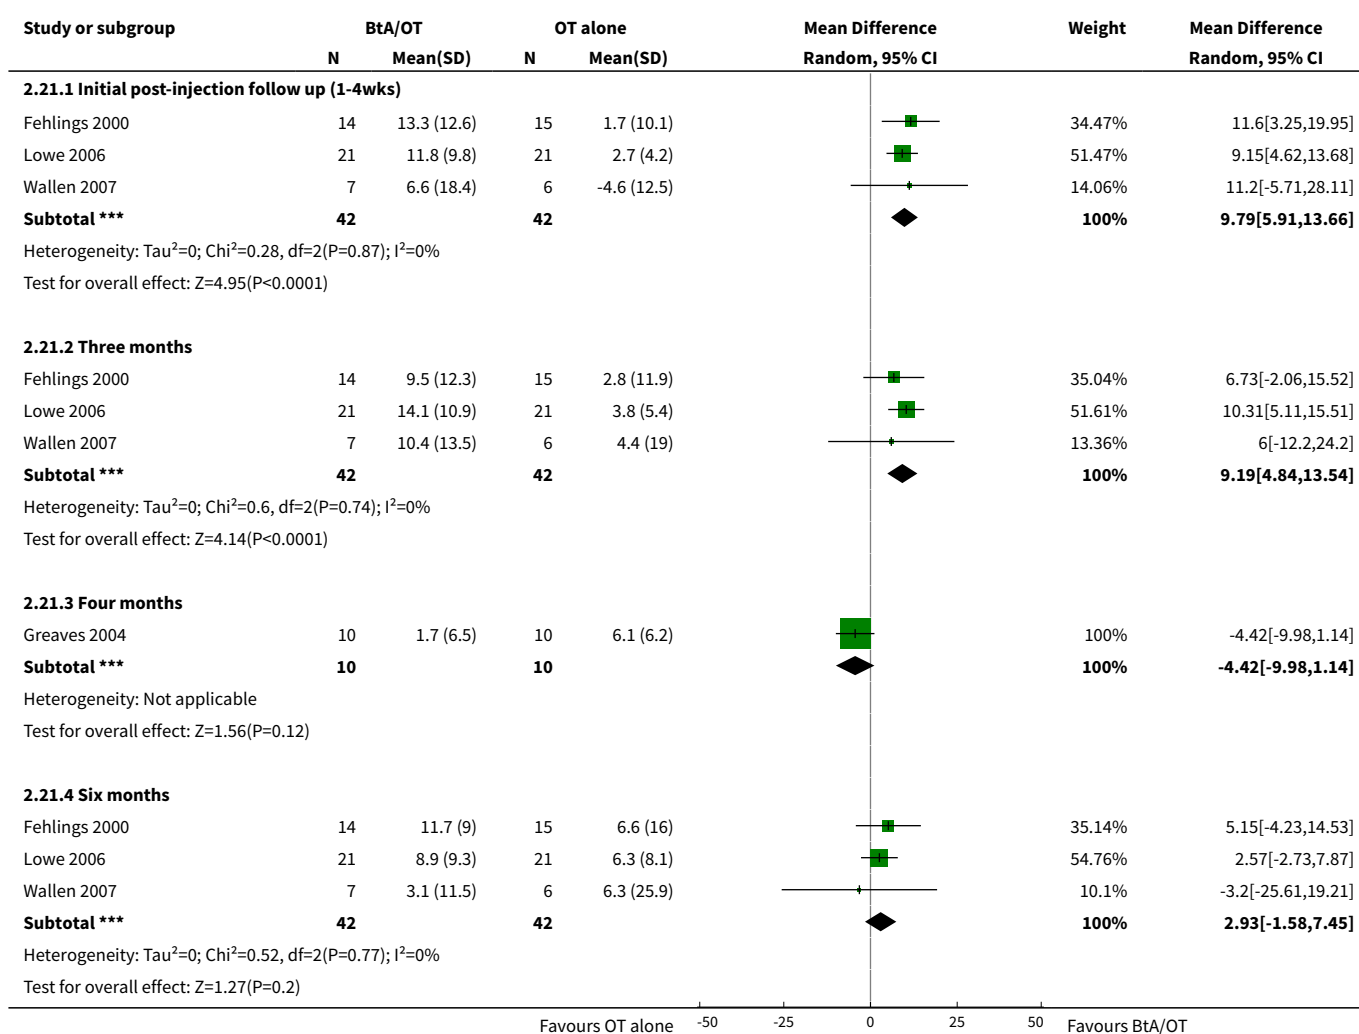 Study or subgroup BtA/OT OT alone Mean Difference Weight Mean Difference
N Mean(SD) N Mean(SD) Random, 95% CI Random, 95% CI
2.21.1 Initial post-injection follow up (1-4wks)
Fehlings 2000 14 13.3 (12.6) 15 1.7 (10.1) 34.47% 11.6[3.25,19.95]
Lowe 2006 21 11.8 (9.8) 21 2.7 (4.2) 51.47% 9.15[4.62,13.68]
Wallen 2007 7 6.6 (18.4) 6 -4.6 (12.5) 14.06% 11.2[-5.71,28.11]
Subtotal *** 42 42 100% 9.79[5.91,13.66]
Heterogeneity: Tau²=0; Chi²=0.28, df=2(P=0.87); I²=0%
Test for overall effect: Z=4.95(P<0.0001)
2.21.2 Three months
Fehlings 2000 14 9.5 (12.3) 15 2.8 (11.9) 35.04% 6.73[-2.06,15.52]
Lowe 2006 21 14.1 (10.9) 21 3.8 (5.4) 51.61% 10.31[5.11,15.51]
Wallen 2007 7 10.4 (13.5) 6 4.4 (19) 13.36% 6[-12.2,24.2]
Subtotal *** 42 42 100% 9.19[4.84,13.54]
Heterogeneity: Tau²=0; Chi²=0.6, df=2(P=0.74); I²=0%
Test for overall effect: Z=4.14(P<0.0001)
2.21.3 Four months
Greaves 2004 10 1.7 (6.5) 10 6.1 (6.2) 100% -4.42[-9.98,1.14]
Subtotal *** 10 10 100% -4.42[-9.98,1.14]
Heterogeneity: Not applicable
Test for overall effect: Z=1.56(P=0.12)
2.21.4 Six months
Fehlings 2000 14 11.7 (9) 15 6.6 (16) 35.14% 5.15[-4.23,14.53]
Lowe 2006 21 8.9 (9.3) 21 6.3 (8.1) 54.76% 2.57[-2.73,7.87]
Wallen 2007 7 3.1 (11.5) 6 6.3 (25.9) 10.1% -3.2[-25.61,19.21]
Subtotal *** 42 42 100% 2.93[-1.58,7.45]
Heterogeneity: Tau²=0; Chi²=0.52, df=2(P=0.77); I²=0%
Test for overall effect: Z=1.27(P=0.2)
Favours OT alone -50 -25 0 25 50 Favours BtA/OT